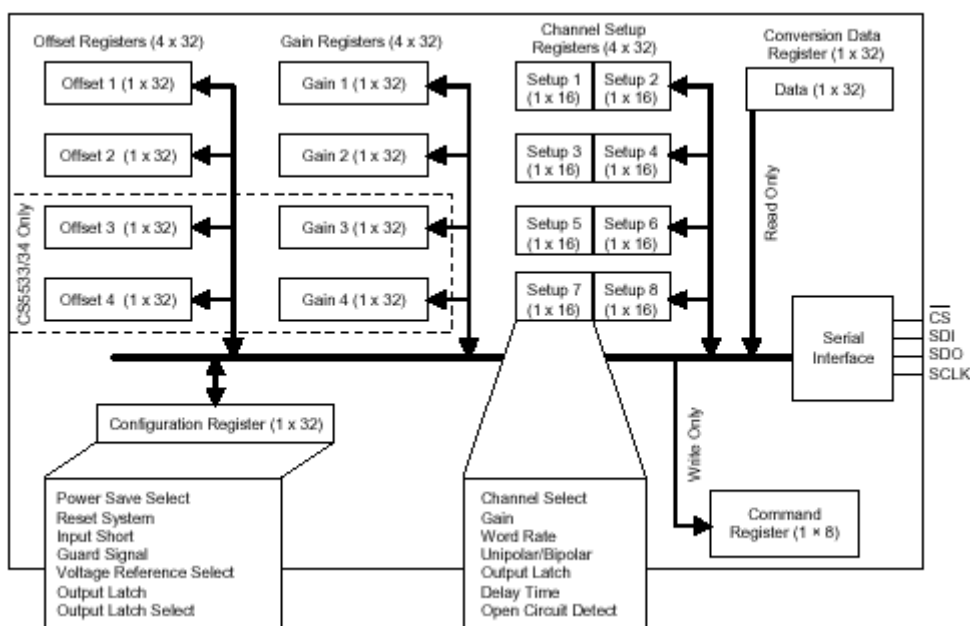 Offset Registers (4 x 32)
Offset 1 (1 x 32)
Offset 2 (1 x 32)
Offset 3 (1 x 32)
Offset 4 (1 x 32)
CS5533/34 Only
Gain Registers (4 x 32)
Gain 1 (1 x 32)
Gain 2 (1 x 32)
Gain 3 (1 x 32)
Gain 4 (1 x 32)
Channel Setup
Registers (4 x 32)
Setup 1
(1 x 16)
Setup 2
(1 x 16)
Setup 3
(1 x 16)
Setup 4
(1 x 16)
Setup 5
(1 x 16)
Setup 6
(1 x 16)
Setup 7
(1 x 16)
Setup 8
(1 x 16)
Conversion Data
Register (1 x 32)
Data (1 x 32)
Read Only
Serial
Interface
CS
SDI
SDO
SCLK
Configuration Register (1 x 32)
Power Save Select
Reset System
Input Short
Guard Signal
Voltage Reference Select
Output Latch
Output Latch Select
Channel Select
Gain
Word Rate
Unipolar/Bipolar
Output Latch
Delay Time
Open Circuit Detect
Write Only
Command
Register (1 × 8)